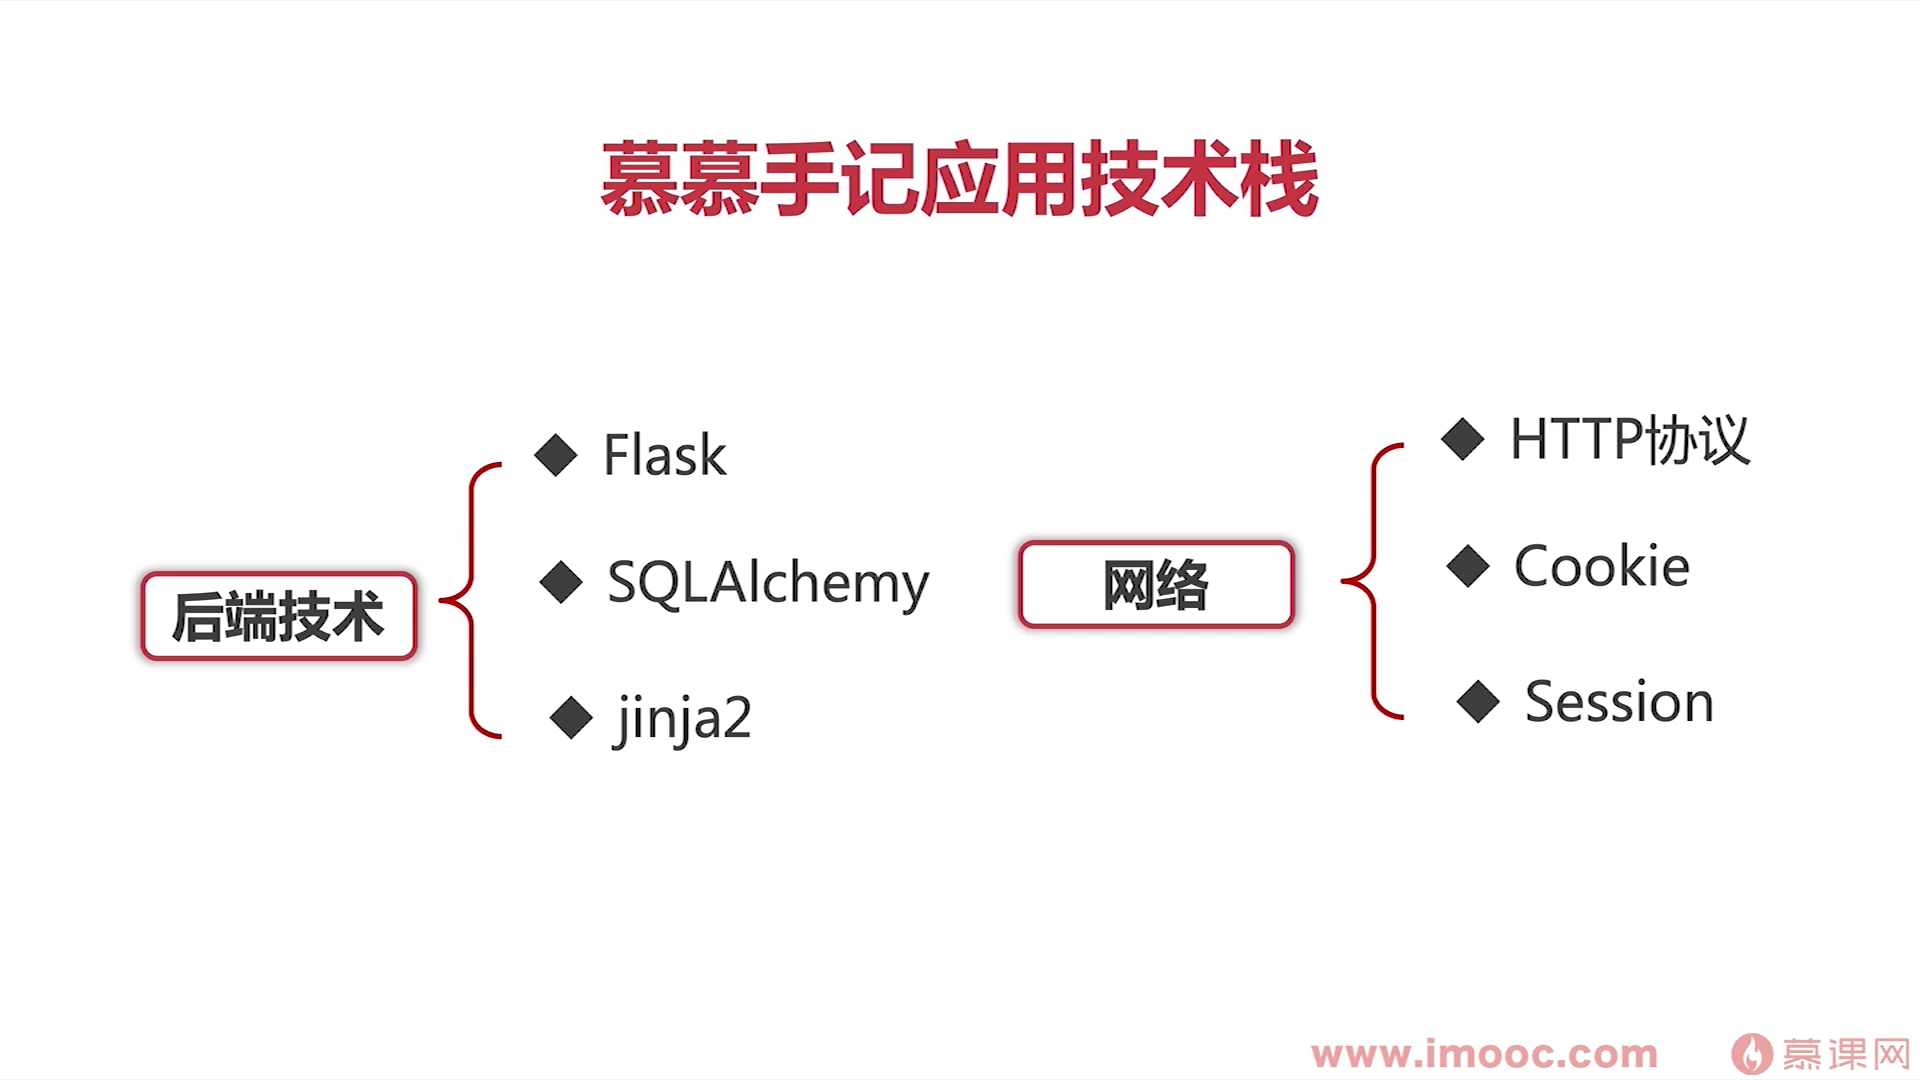 慕慕手记应用技术栈
后端技术
Flask
SQLAlchemy
jinja2
网络
HTTP协议
Cookie
Session
www.imooc.com 慕课网